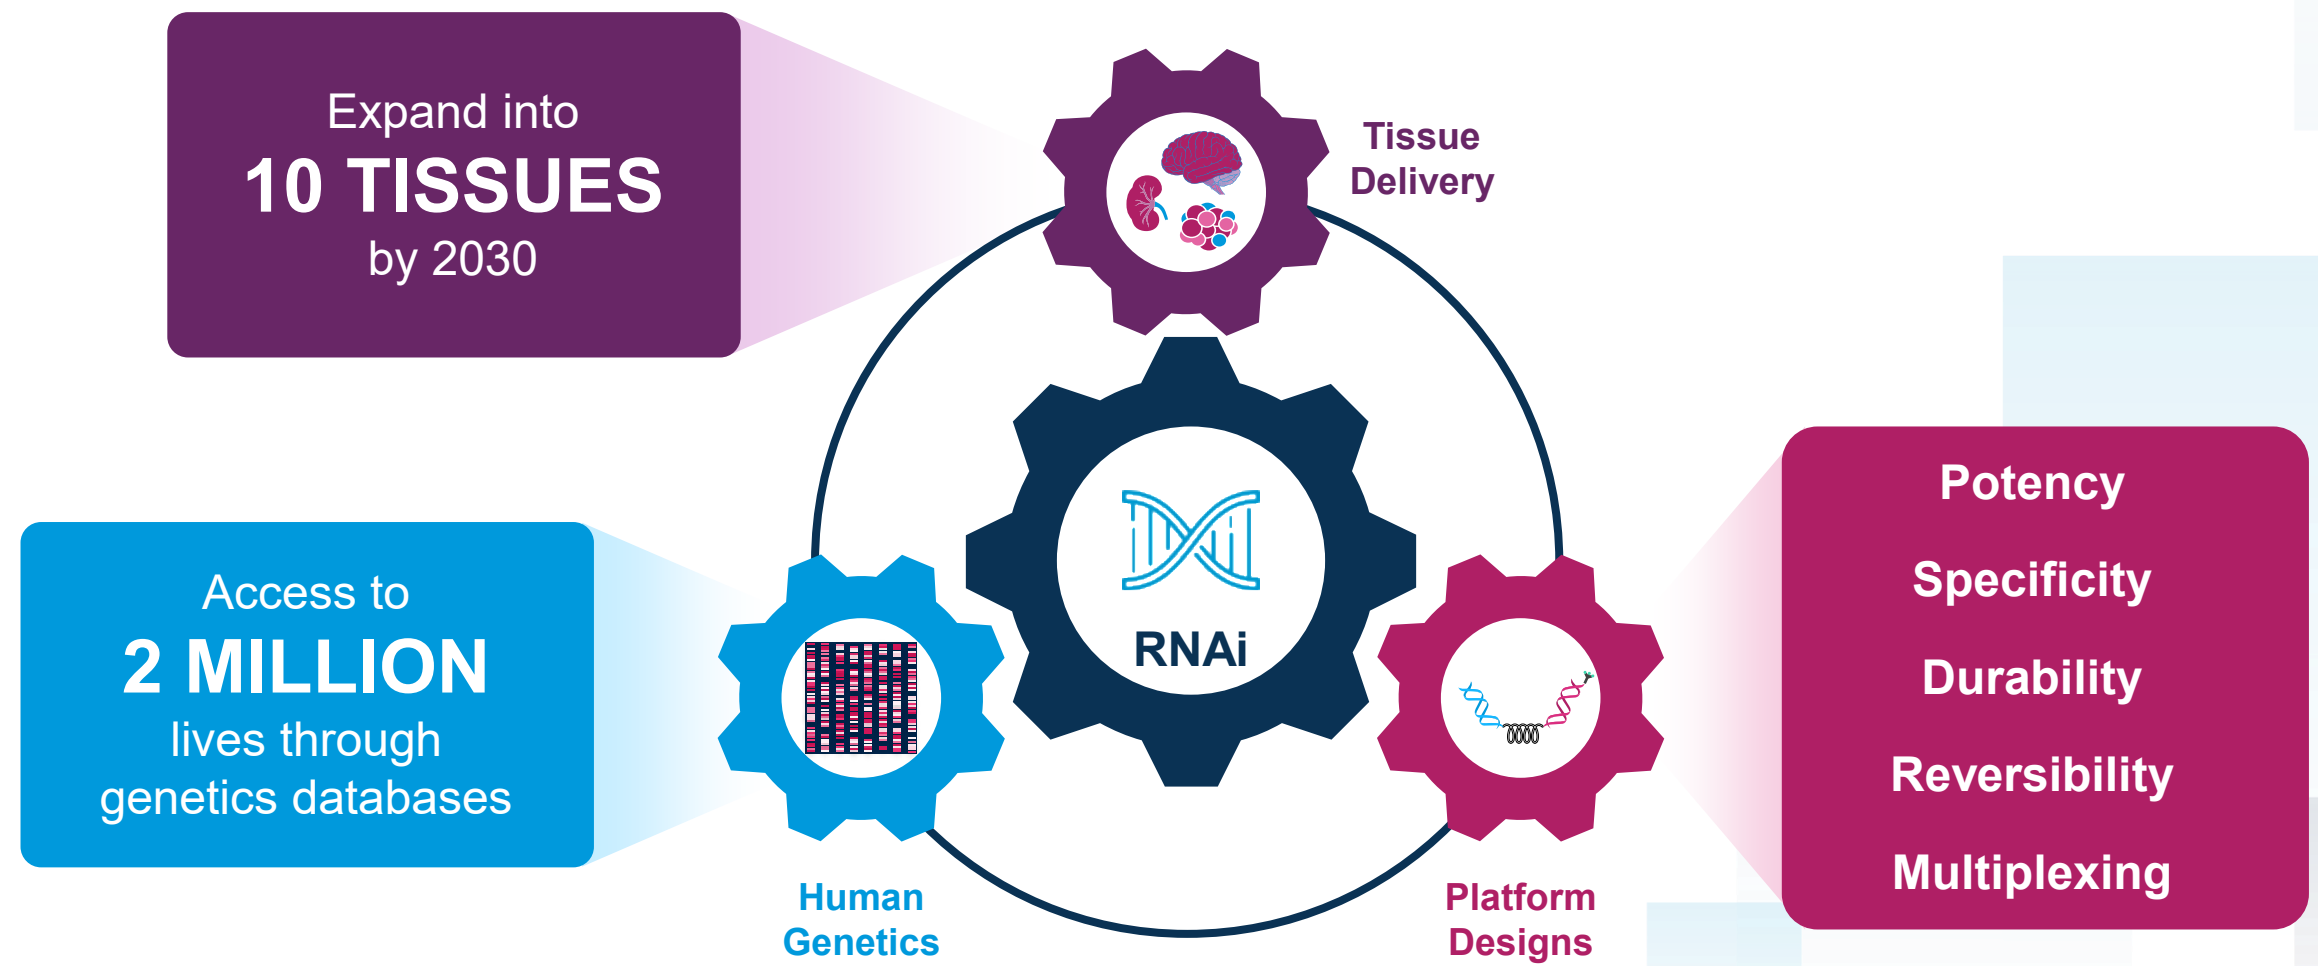 Expand into
10 TISSUES
by 2030
Tissue
Delivery
RNAi
Access to
2 MILLION
lives through
genetics databases
Human
Genetics
Platform
Designs
Potency
Specificity
Durability
Reversibility
Multiplexing